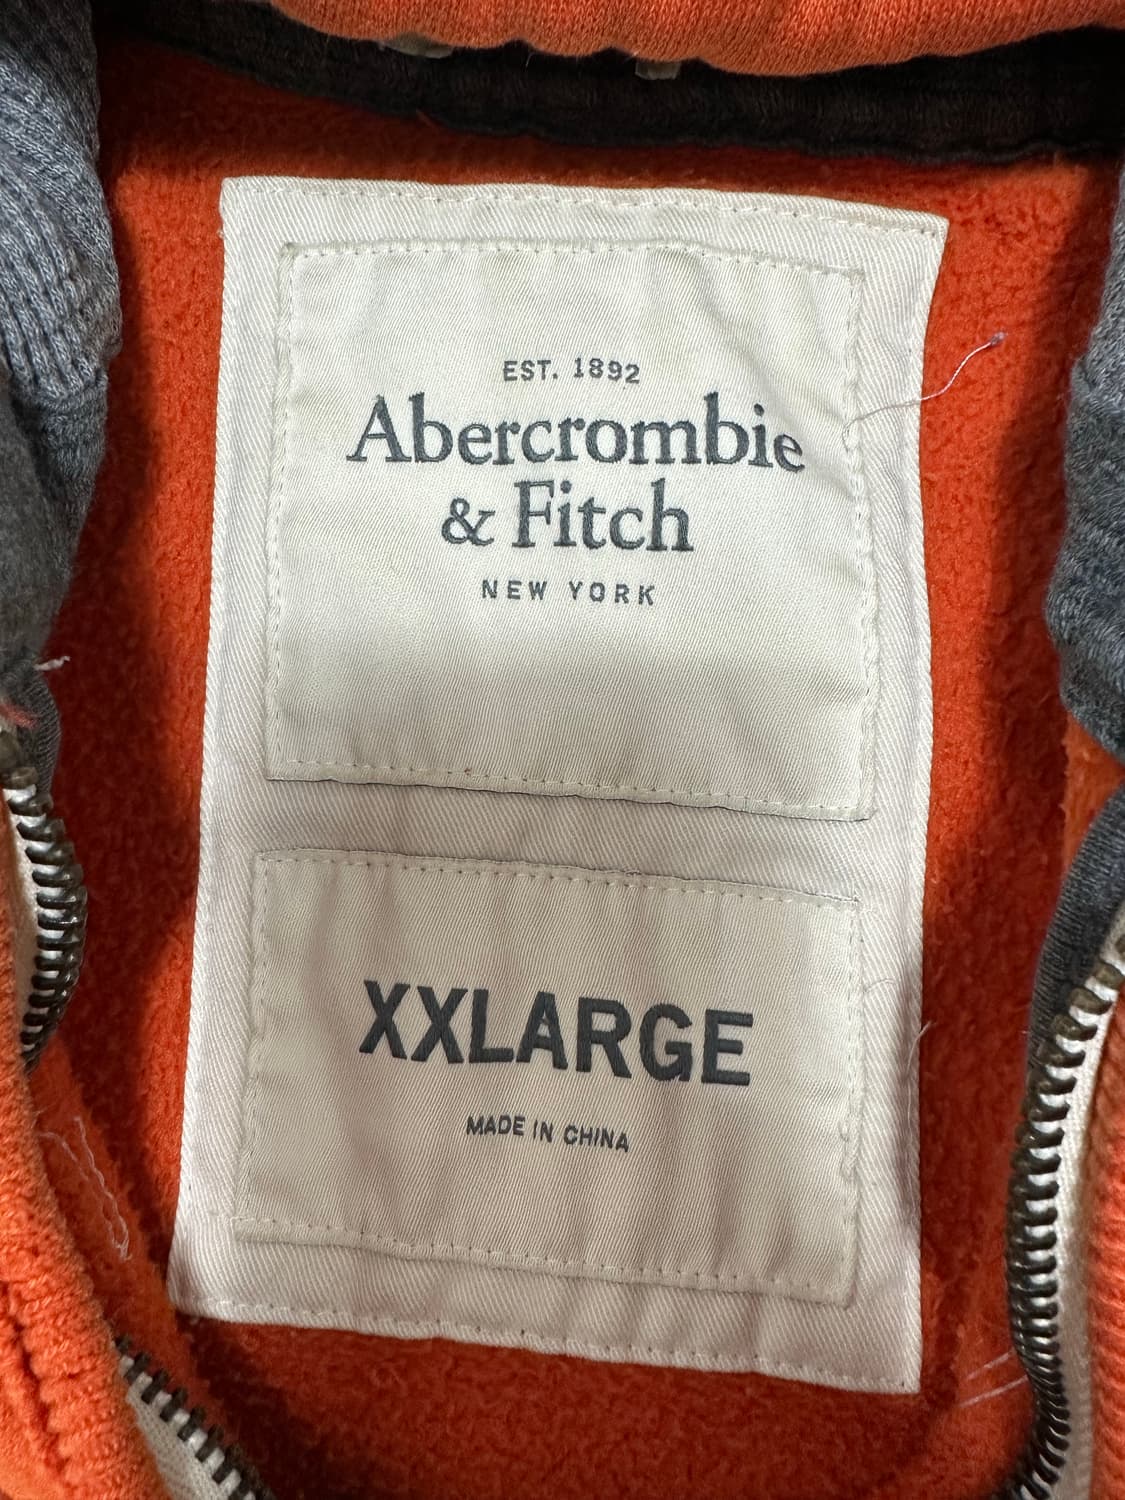 EST. 1892
Abercrombie
& Fitch
NEW YORK
XXLARGE
MADE IN CHINA